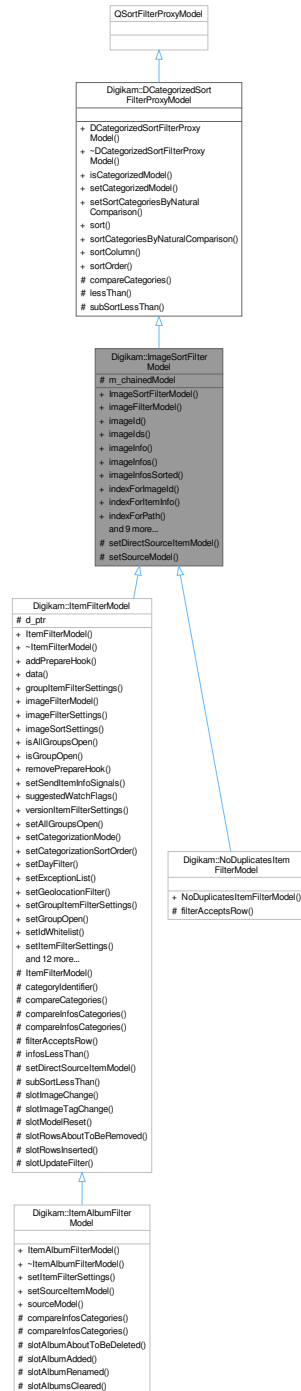 QSortFilterProxyModel
Digikam::DCategorizedSort
FilterProxyModel
+ DCategorizedSortFilterProxy
Model()
+ ~DCategorizedSortFilterProxy
Model()
+ isCategorizedModel()
+ setCategorizedModel()
+ setSortCategoriesByNatural
Comparison()
+ sort()
+ sortCategoriesByNaturalComparison()
+ sortColumn()
+ sortOrder()
# compareCategories()
# lessThan()
# subSortLessThan()
Digikam::ImageSortFilter
Model
# m_chainedModel
+ ImageSortFilterModel()
+ imageFilterModel()
+ imageId()
+ imageIds()
+ imageInfo()
+ imageInfos()
+ imageInfosSorted()
+ indexForImageId()
+ indexForItemInfo()
+ indexForPath()
and 9 more...
# setDirectSourceItemModel()
# setSourceModel()
Digikam::ItemFilterModel
# d_ptr
+ ItemFilterModel()
+ ~ItemFilterModel()
+ addPrepareHook()
+ data()
+ groupItemFilterSettings()
+ imageFilterModel()
+ imageFilterSettings()
+ imageSortSettings()
+ isAllGroupsOpen()
+ isGroupOpen()
+ removePrepareHook()
+ setSendItemInfoSignals()
+ suggestedWatchFlags()
+ versionItemFilterSettings()
+ setAllGroupsOpen()
+ setCategorizationMode()
+ setCategorizationSortOrder()
+ setDayFilter()
+ setExceptionList()
+ setGeolocationFilter()
+ setGroupItemFilterSettings()
+ setGroupOpen()
+ setIdWhitelist()
+ setItemFilterSettings()
and 12 more...
# ItemFilterModel()
# categoryIdentifier()
# compareCategories()
# compareInfosCategories()
# compareInfosCategories()
# filterAcceptsRow()
# infosLessThan()
# setDirectSourceItemModel()
# subSortLessThan()
# slotImageChange()
# slotImageTagChange()
# slotModelReset()
# slotRowsAboutToBeRemoved()
# slotRowsInserted()
# slotUpdateFilter()
Digikam::NoDuplicatesItem
FilterModel
+ NoDuplicatesItemFilterModel()
# filterAcceptsRow()
Digikam::ItemAlbumFilter
Model
+ ItemAlbumFilterModel()
+ ~ItemAlbumFilterModel()
+ setItemFilterSettings()
+ setSourceItemModel()
+ sourceModel()
# compareInfosCategories()
# compareInfosCategories()
# slotAlbumAboutToBeDeleted()
# slotAlbumAdded()
# slotAlbumRenamed()
# slotAlbumsCleared()